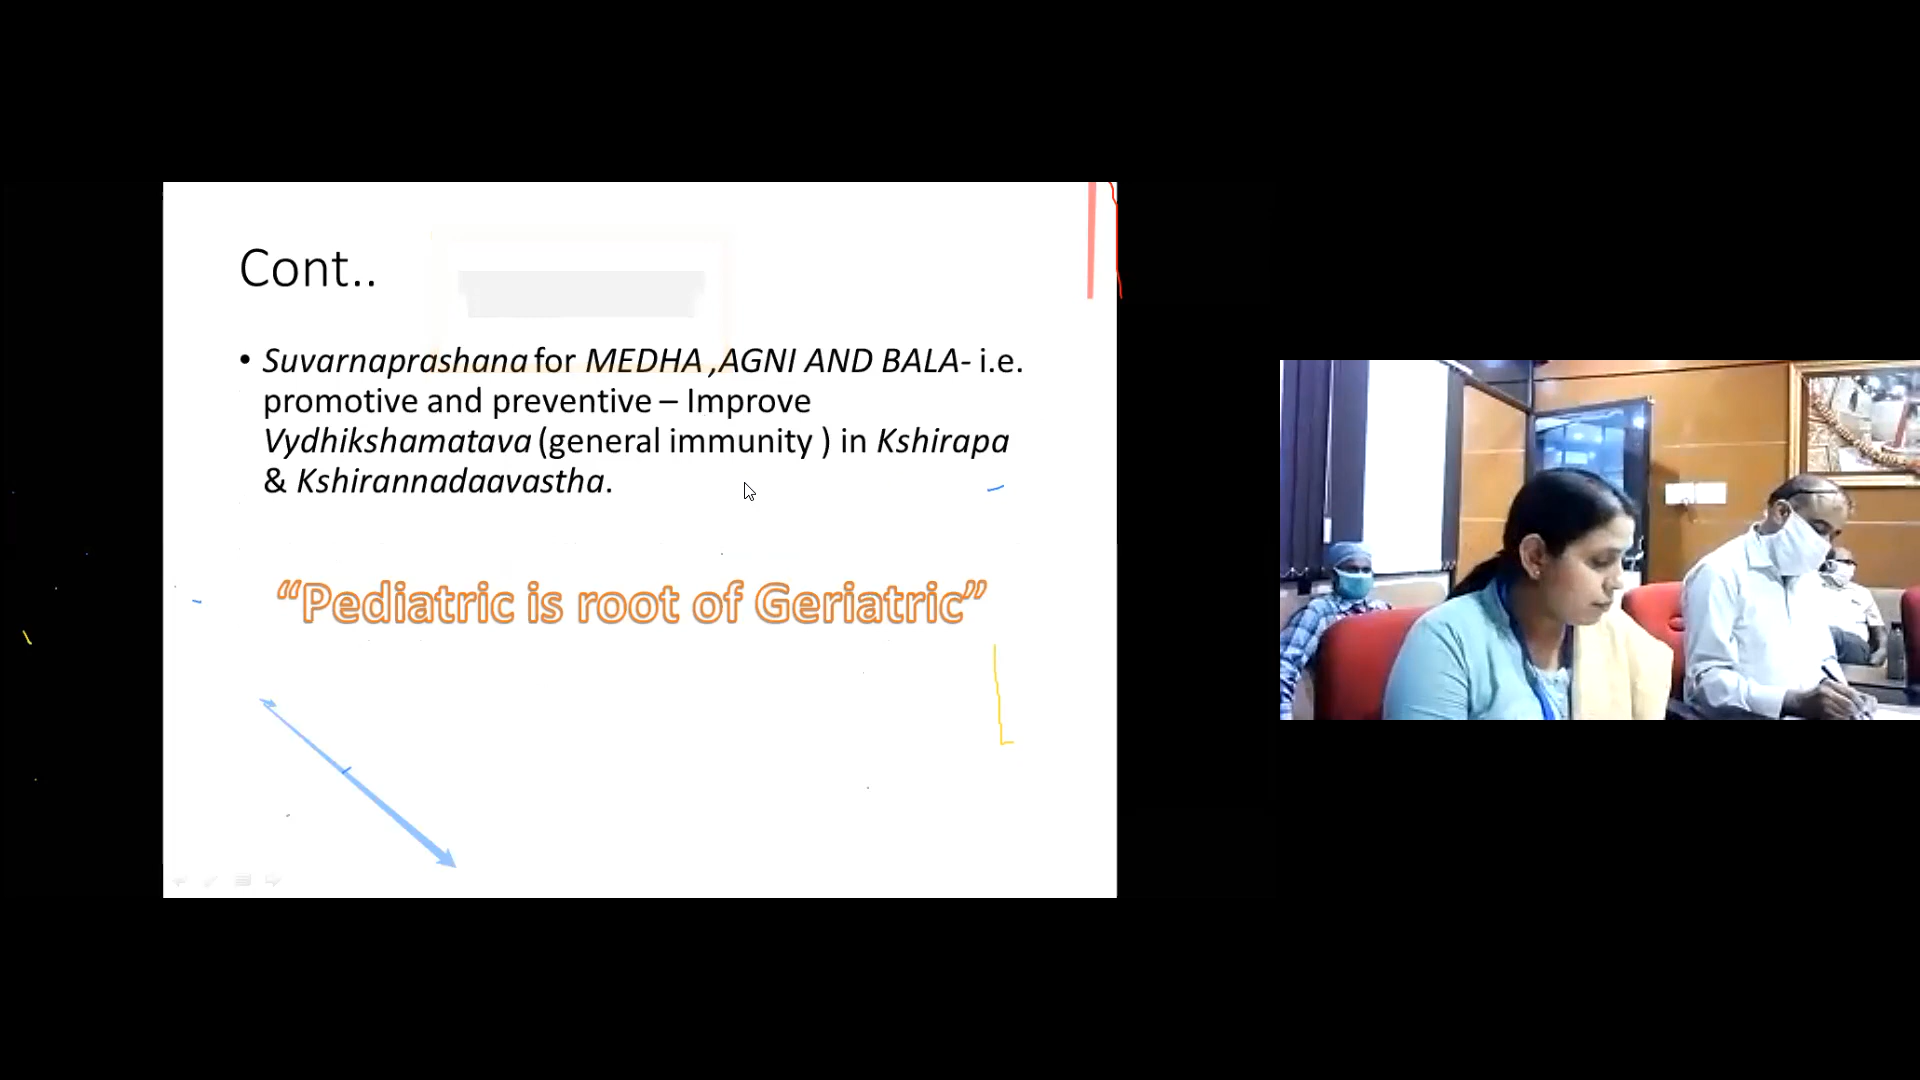 Cont..
• Suvarnaprashana for MEDHA ,AGNI AND BALA- i.e.
promotive and preventive – Improve
Vydhikshamatava (general immunity ) in Kshirapa
& Kshirannadaavastha.
“Pediatric is root of Geriatric”